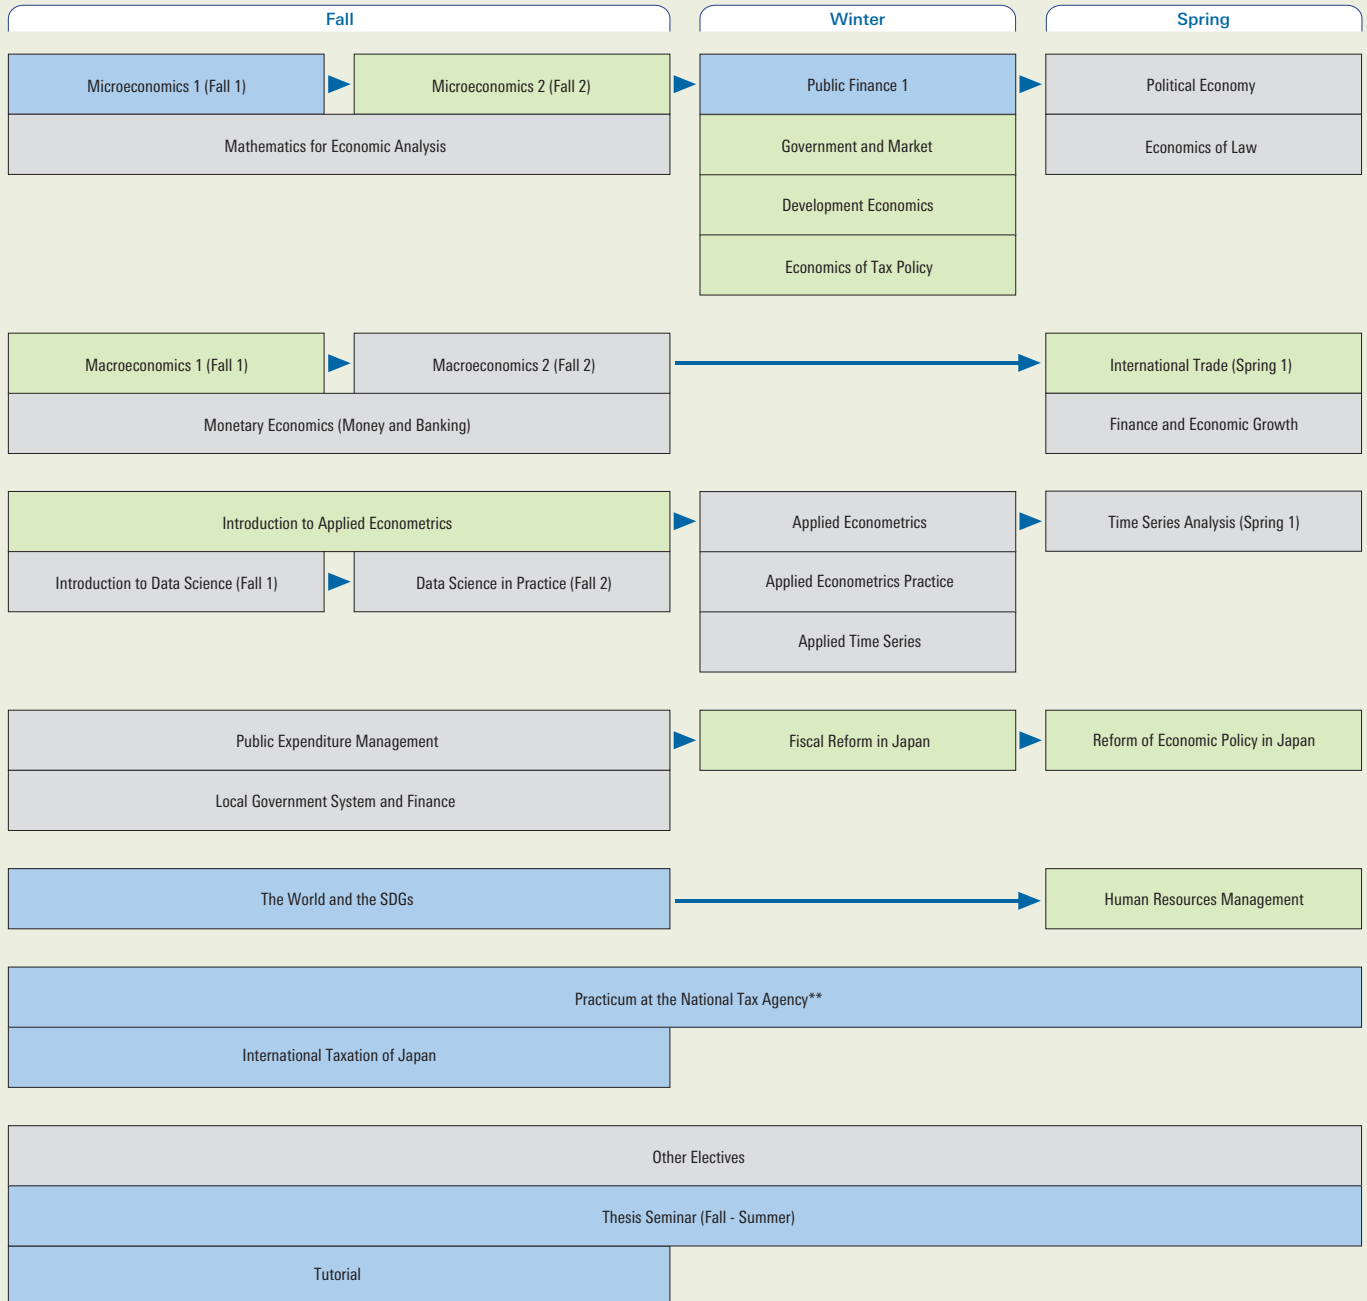 Fall
Winter
Spring
Microeconomics 1 (Fall 1)
Microeconomics 2 (Fall 2)
Public Finance 1
Political Economy
Mathematics for Economic Analysis
Government and Market
Economics of Law
Development Economics
Economics of Tax Policy
Macroeconomics 1 (Fall 1)
Macroeconomics 2 (Fall 2)
International Trade (Spring 1)
Monetary Economics (Money and Banking)
Finance and Economic Growth
Introduction to Applied Econometrics
Applied Econometrics
Time Series Analysis (Spring 1)
Introduction to Data Science (Fall 1)
Data Science in Practice (Fall 2)
Applied Econometrics Practice
Applied Time Series
Public Expenditure Management
Fiscal Reform in Japan
Reform of Economic Policy in Japan
Local Government System and Finance
The World and the SDGs
Human Resources Management
Practicum at the National Tax Agency**
International Taxation of Japan
Other Electives
Thesis Seminar (Fall - Summer)
Tutorial